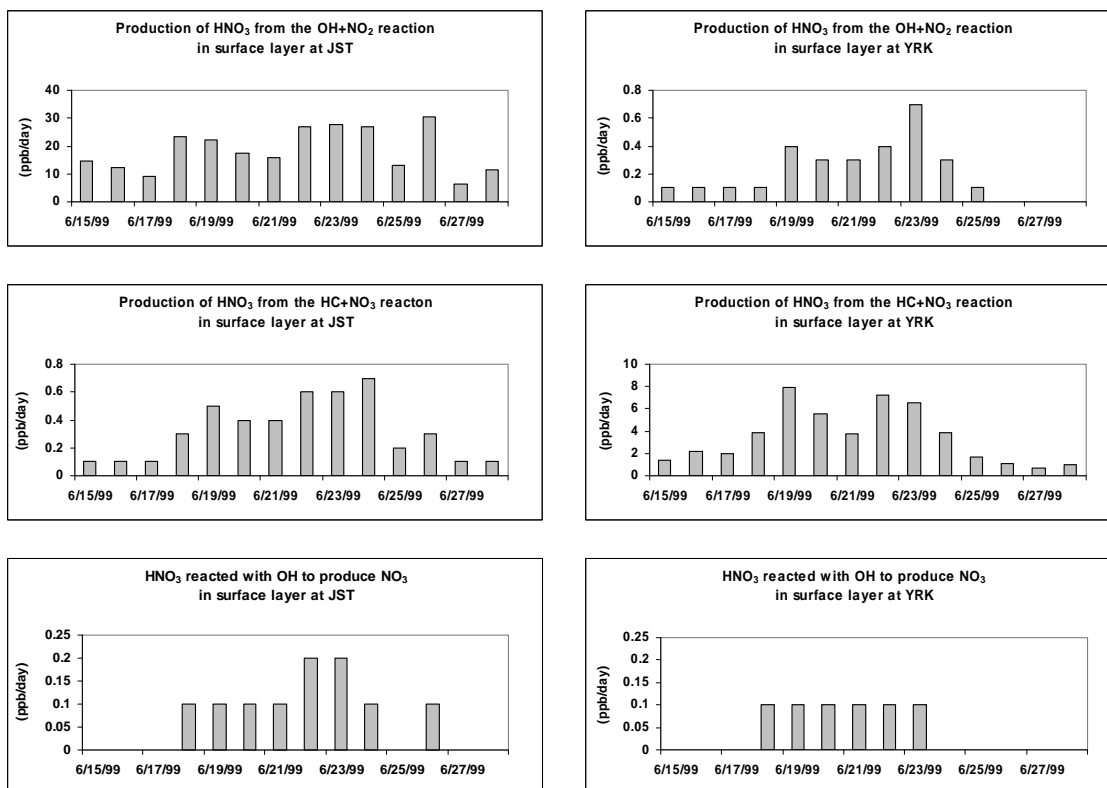 Production of HNO₃ from the OH+NO₂ reaction
in surface layer at JST
(ppb/day)
40
30
20
10
0
6/15/99 6/17/99 6/19/99 6/21/99 6/23/99 6/25/99 6/27/99
Production of HNO₃ from the OH+NO₂ reaction
in surface layer at YRK
(ppb/day)
0.8
0.6
0.4
0.2
0
6/15/99 6/17/99 6/19/99 6/21/99 6/23/99 6/25/99 6/27/99
Production of HNO₃ from the HC+NO₃ reacton
in surface layer at JST
(ppb/day)
0.8
0.6
0.4
0.2
0
6/15/99 6/17/99 6/19/99 6/21/99 6/23/99 6/25/99 6/27/99
Production of HNO₃ from the HC+NO₃ reaction
in surface layer at YRK
(ppb/day)
10
8
6
4
2
0
6/15/99 6/17/99 6/19/99 6/21/99 6/23/99 6/25/99 6/27/99
HNO₃ reacted with OH to produce NO₃
in surface layer at JST
(ppb/day)
0.25
0.2
0.15
0.1
0.05
0
6/15/99 6/17/99 6/19/99 6/21/99 6/23/99 6/25/99 6/27/99
HNO₃ reacted with OH to produce NO₃
in surface layer at YRK
(ppb/day)
0.25
0.2
0.15
0.1
0.05
0
6/15/99 6/17/99 6/19/99 6/21/99 6/23/99 6/25/99 6/27/99